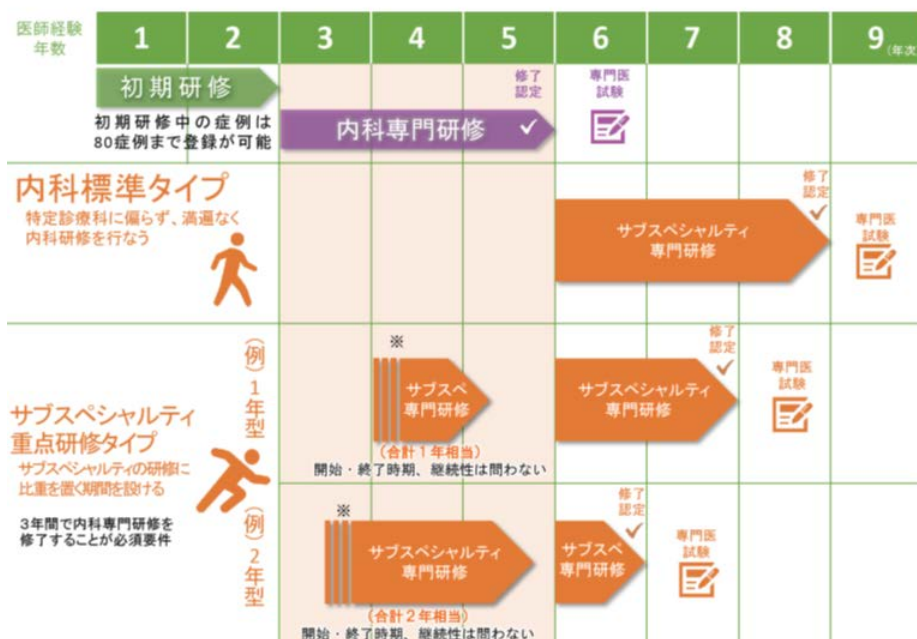 医師経験
年数
1 2 3 4 5 6 7 8 9 (年次)
初期研修
初期研修中の症例は
80症例まで登録が可能
修了
認定
内科専門研修
専門医
試験
内科標準タイプ
特定診療科に偏らず、満遍なく
内科研修を行なう
サブスペシャルティ
専門研修
修了
認定
専門医
試験
サブスペシャルティ
重点研修タイプ
サブスペシャルティの研修に
比重を置く期間を設ける
3年間で内科専門研修を
修了することが必須要件
(例)1年型
※
サブスペ
専門研修
(合計1年相当)
開始・終了時期、継続性は問わない
サブスペシャルティ
専門研修
修了
認定
専門医
試験
(例)2年型
※
サブスペシャルティ
専門研修
(合計2年相当)
開始・終了時期、継続性は問わない
サブスペ
専門研修
修了
認定
専門医
試験